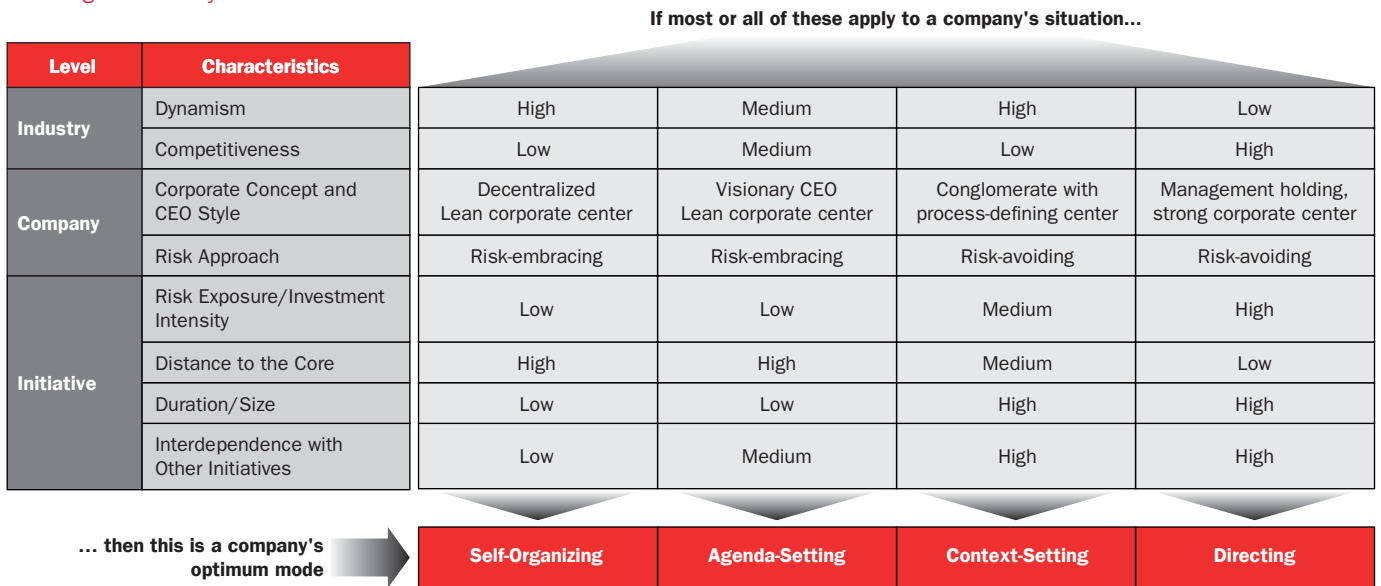 If most or all of these apply to a company's situation...
Level Characteristics
Industry
Dynamism High Medium High Low
Competitiveness Low Medium Low High
Company
Corporate Concept and
CEO Style
Decentralized
Lean corporate center
Visionary CEO
Lean corporate center
Conglomerate with
process-defining center
Management holding,
strong corporate center
Risk Approach Risk-embracing Risk-embracing Risk-avoiding Risk-avoiding
Initiative
Risk Exposure/Investment
Intensity
Low Low Medium High
Distance to the Core High High Medium Low
Duration/Size Low Low High High
Interdependence with
Other Initiatives
Low Medium High High
... then this is a company's
optimum mode
Self-Organizing Agenda-Setting Context-Setting Directing